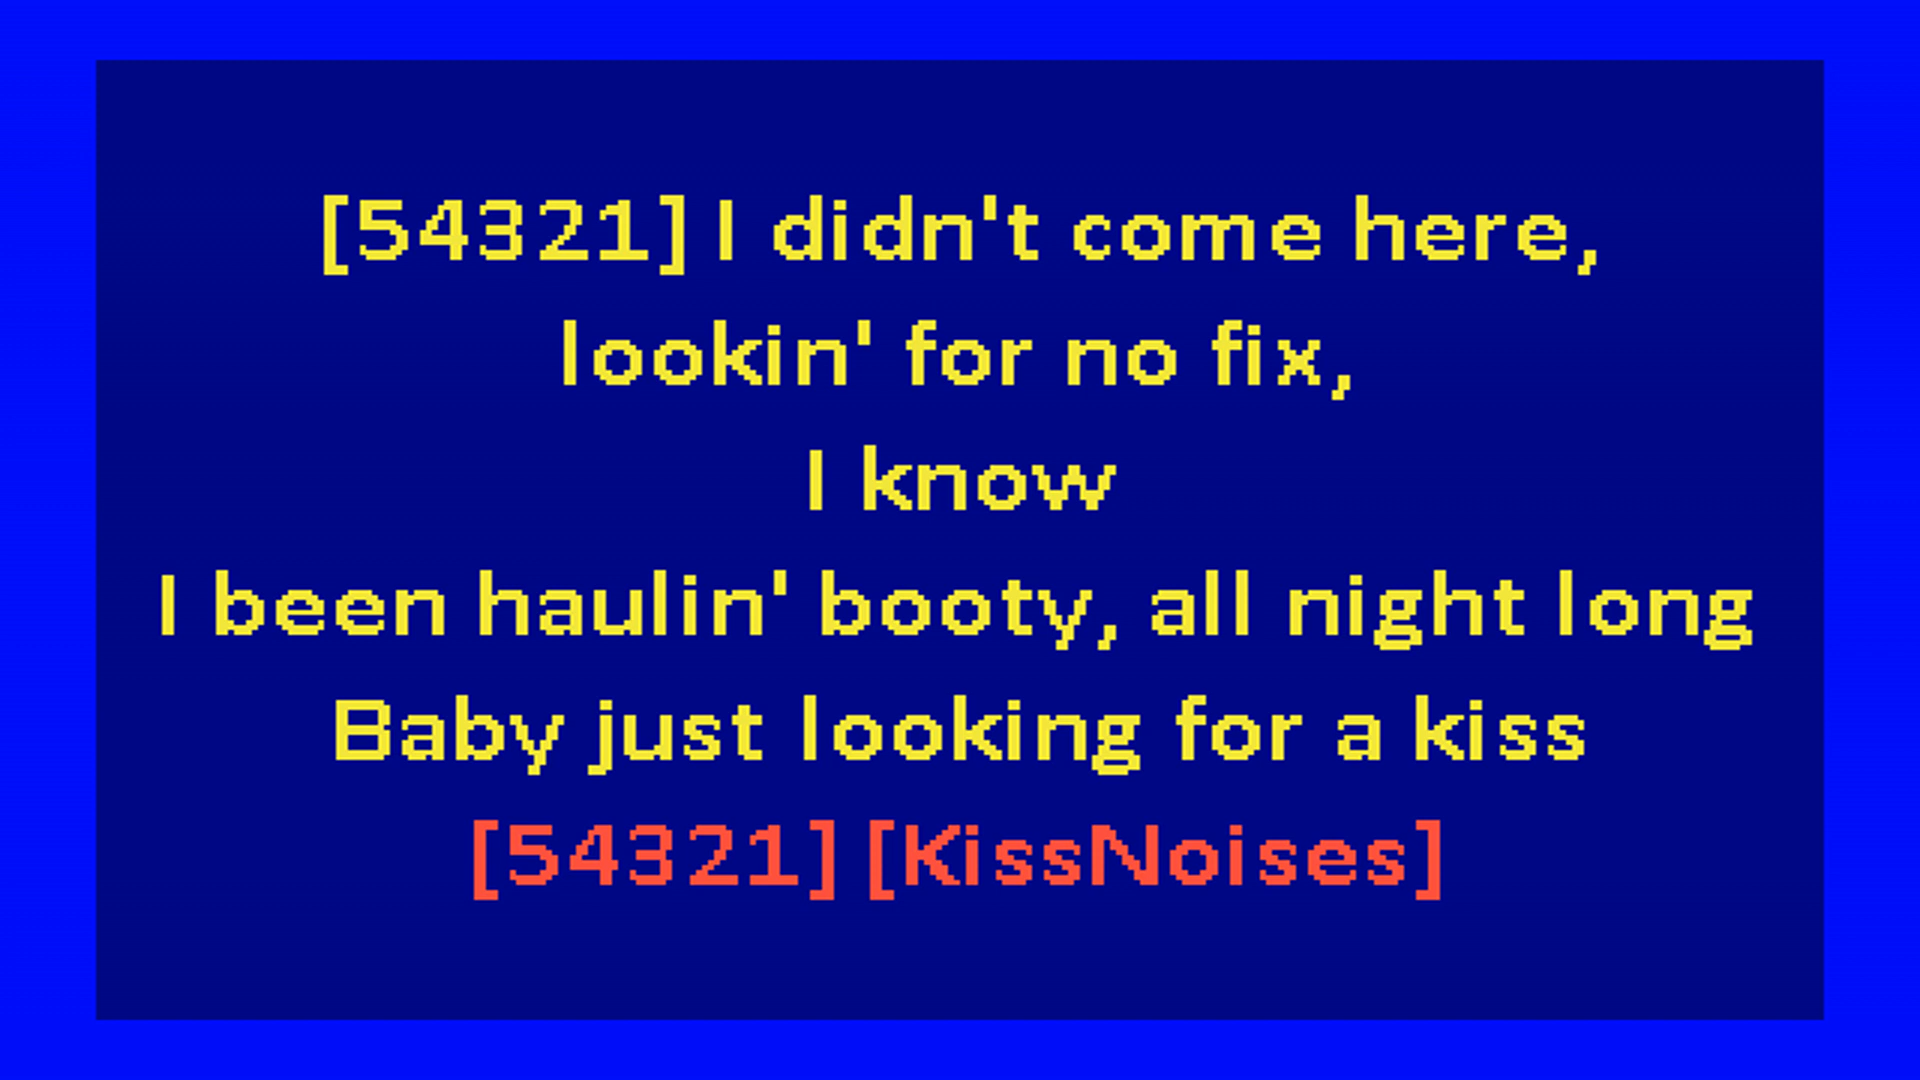 [54321] I didn't come here,
lookin' for no fix,
I know
I been haulin' booty, all night long
Baby just looking for a kiss
[54321] [KissNoises]